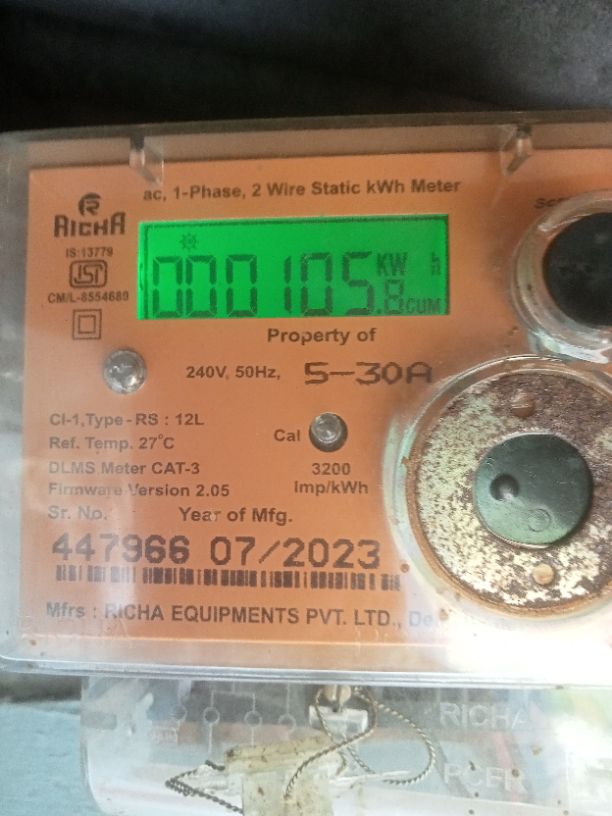 ac, 1-Phase, 2 Wire Static kWh Meter
RICHA
IS:13779
ISI
CM/L-8554689
000105.8 KWh CUM
Property of
240V, 50Hz, 5-30A
Cl-1,Type-RS : 12L
Ref. Temp. 27°C
Cal
DLMS Meter CAT-3
3200
Firmware Version 2.05
Imp/kWh
Sr. No. Year of Mfg.
447966 07/2023
Mfrs : RICHA EQUIPMENTS PVT. LTD.,
RICHA